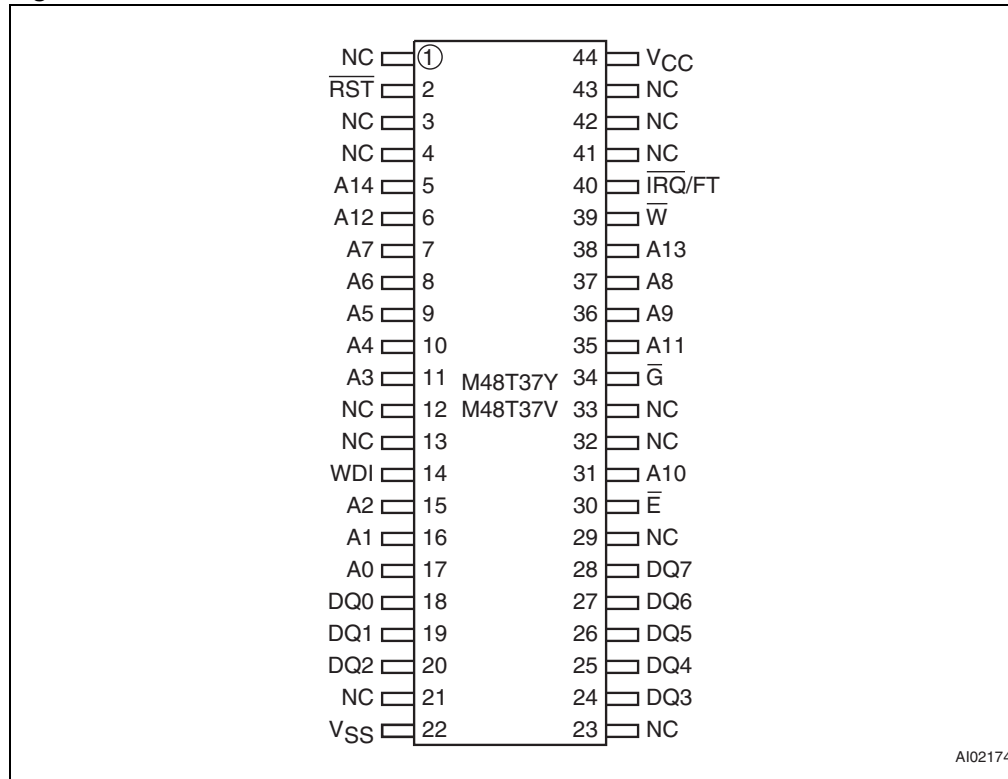 NC 1 44 V_CC
R̅S̅T̅ 2 43 NC
NC 3 42 NC
NC 4 41 NC
A14 5 40 I̅R̅Q̅/FT
A12 6 39 W̅
A7 7 38 A13
A6 8 37 A8
A5 9 36 A9
A4 10 35 A11
A3 11 M48T37Y 34 G̅
NC 12 M48T37V 33 NC
NC 13 32 NC
WDI 14 31 A10
A2 15 30 E̅
A1 16 29 NC
A0 17 28 DQ7
DQ0 18 27 DQ6
DQ1 19 26 DQ5
DQ2 20 25 DQ4
NC 21 24 DQ3
V_SS 22 23 NC
AI02174